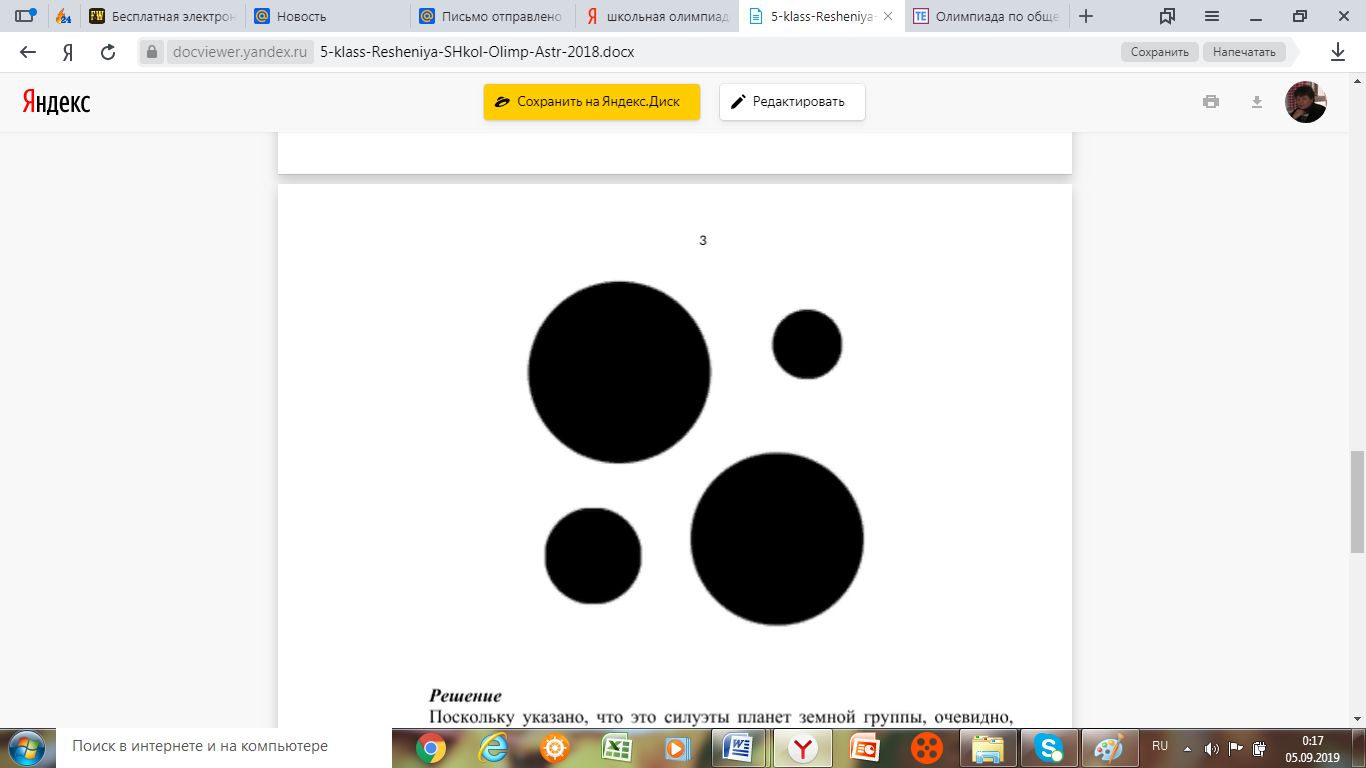 Бесплатная электрон
24
Новость
Письмо отправлено
школьная олимпиад
5-klass-Resheniya-
Олимпиада по обще
docviewer.yandex.ru
5-klass-Resheniya-SHkol-Olimp-Astr-2018.docx
Сохранить
Напечатать
Яндекс
Сохранить на Яндекс.Диск
Редактировать
3
Решение
Поскольку указано, что это силуэты планет земной группы, очевидно,
Поиск в интернете и на компьютере
RU
0:17
05.09.2019